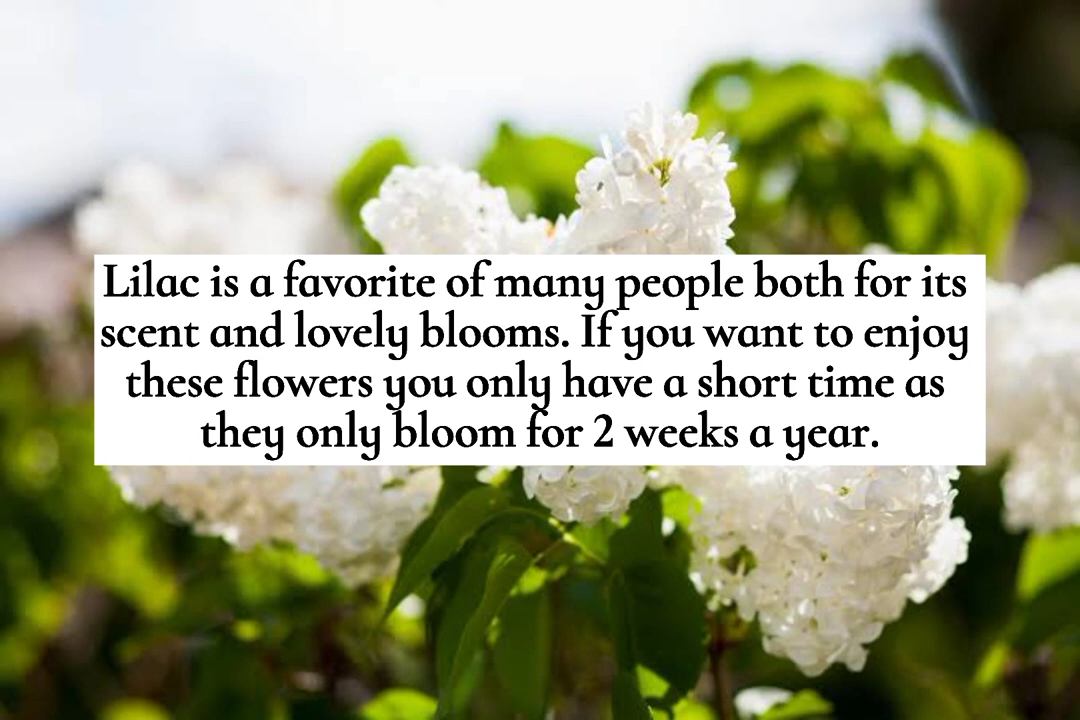 Lilac is a favorite of many people both for its
scent and lovely blooms. If you want to enjoy
these flowers you only have a short time as
they only bloom for 2 weeks a year.